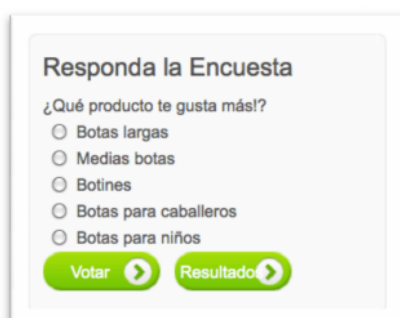 Responda la Encuesta
¿Qué producto te gusta más!?
Botas largas
Medias botas
Botines
Botas para caballeros
Botas para niños
Votar Resultado